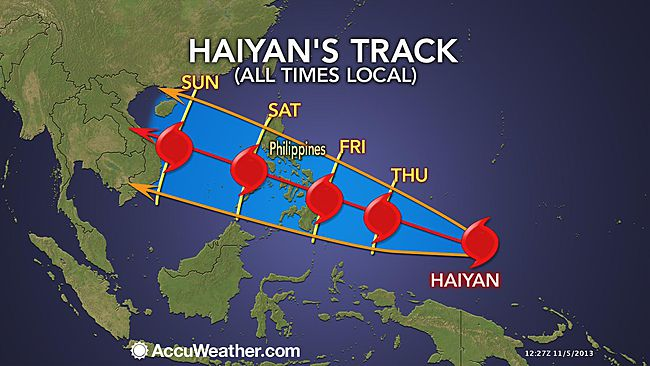 HAIYAN'S TRACK
(ALL TIMES LOCAL)
SUN
SAT
Philippines
FRI
THU
HAIYAN
AccuWeather.com
12:27Z 11/5/2013